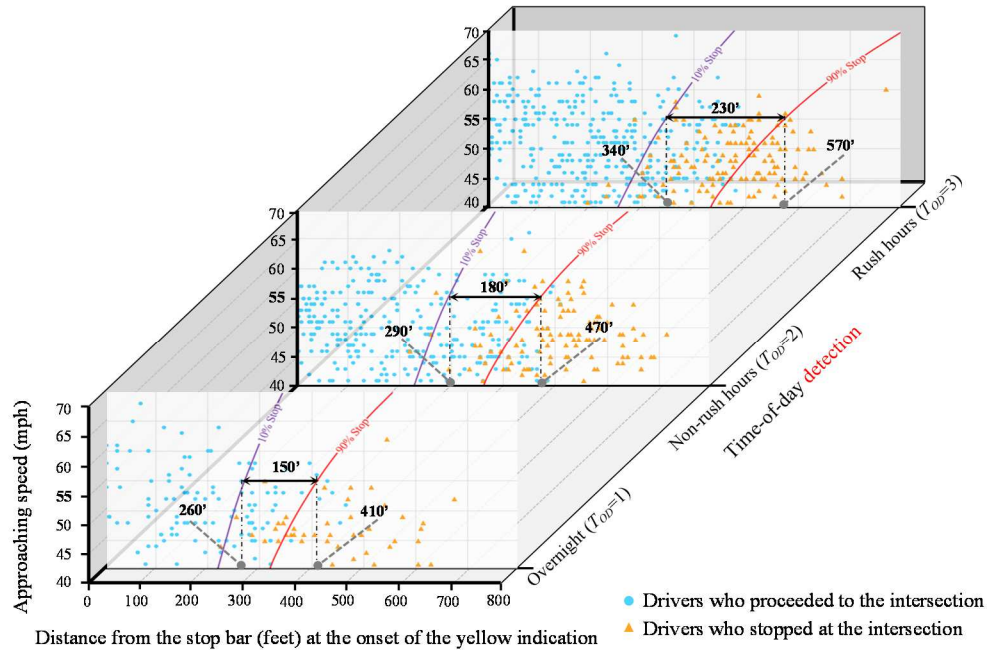 70
65
60
55
50
45
40
10% Stop
90% Stop
230'
340'
570'
Rush hours (T_OD=3)
70
65
60
55
50
45
40
10% Stop
90% Stop
180'
290'
470'
Non-rush hours (T_OD=2)
Time-of-day detection
Approaching speed (mph)
70
65
60
55
50
45
40
10% Stop
90% Stop
150'
260'
410'
Overnight (T_OD=1)
0 100 200 300 400 500 600 700 800
Distance from the stop bar (feet) at the onset of the yellow indication
Drivers who proceeded to the intersection
Drivers who stopped at the intersection